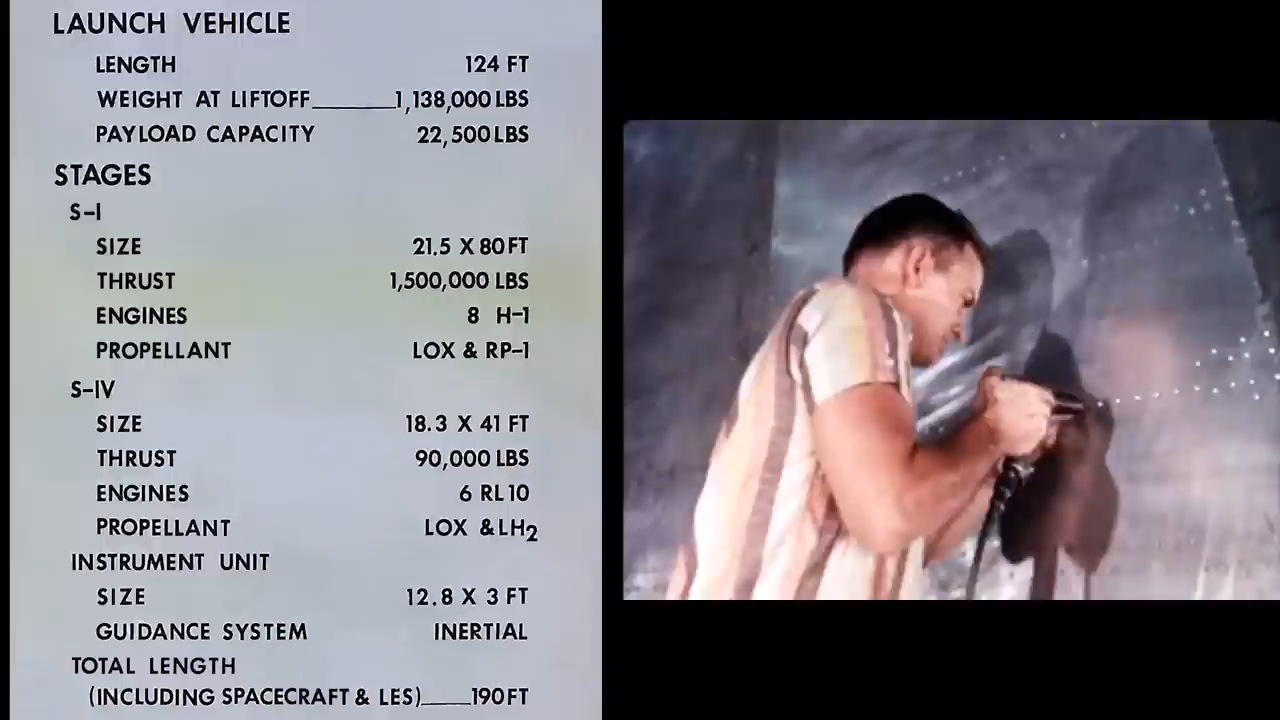 LAUNCH VEHICLE
LENGTH 124 FT
WEIGHT AT LIFTOFF 1,138,000 LBS
PAYLOAD CAPACITY 22,500 LBS
STAGES
S-I
SIZE 21.5 X 80 FT
THRUST 1,500,000 LBS
ENGINES 8 H-1
PROPELLANT LOX & RP-1
S-IV
SIZE 18.3 X 41 FT
THRUST 90,000 LBS
ENGINES 6 RL10
PROPELLANT LOX & LH2
INSTRUMENT UNIT
SIZE 12.8 X 3 FT
GUIDANCE SYSTEM INERTIAL
TOTAL LENGTH
(INCLUDING SPACECRAFT & LES) 190 FT